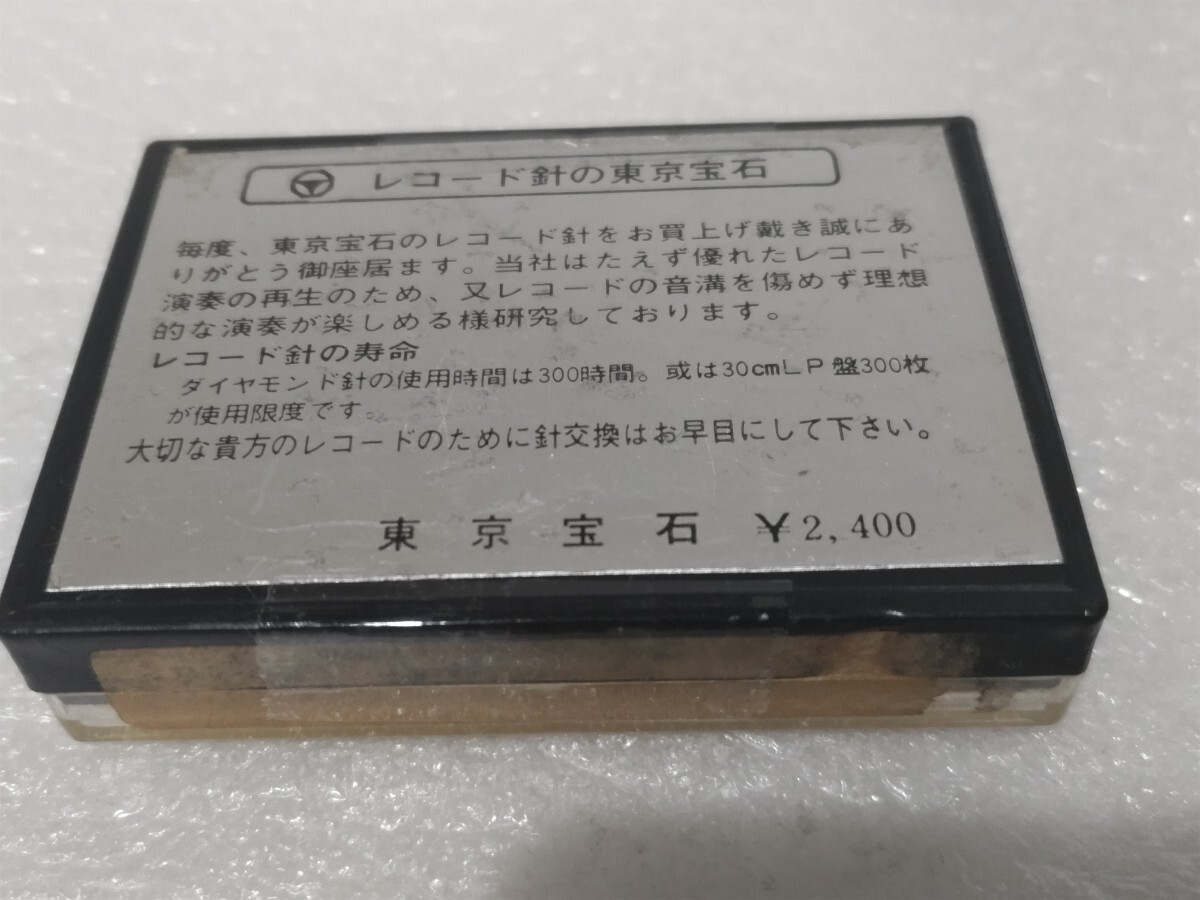 レコード針の東京宝石
毎度、東京宝石のレコード針をお買上げ戴き誠にあ
りがとう御座居ます。当社はたえず優れたレコード
演奏の再生のため、又レコードの音溝を傷めず理想
的な演奏が楽しめる様研究しております。
レコード針の寿命
ダイヤモンド針の使用時間は300時間。或は30cmLP盤300枚
が使用限度です。
大切な貴方のレコードのために針交換はお早目にして下さい。
東京宝石 ¥2,400